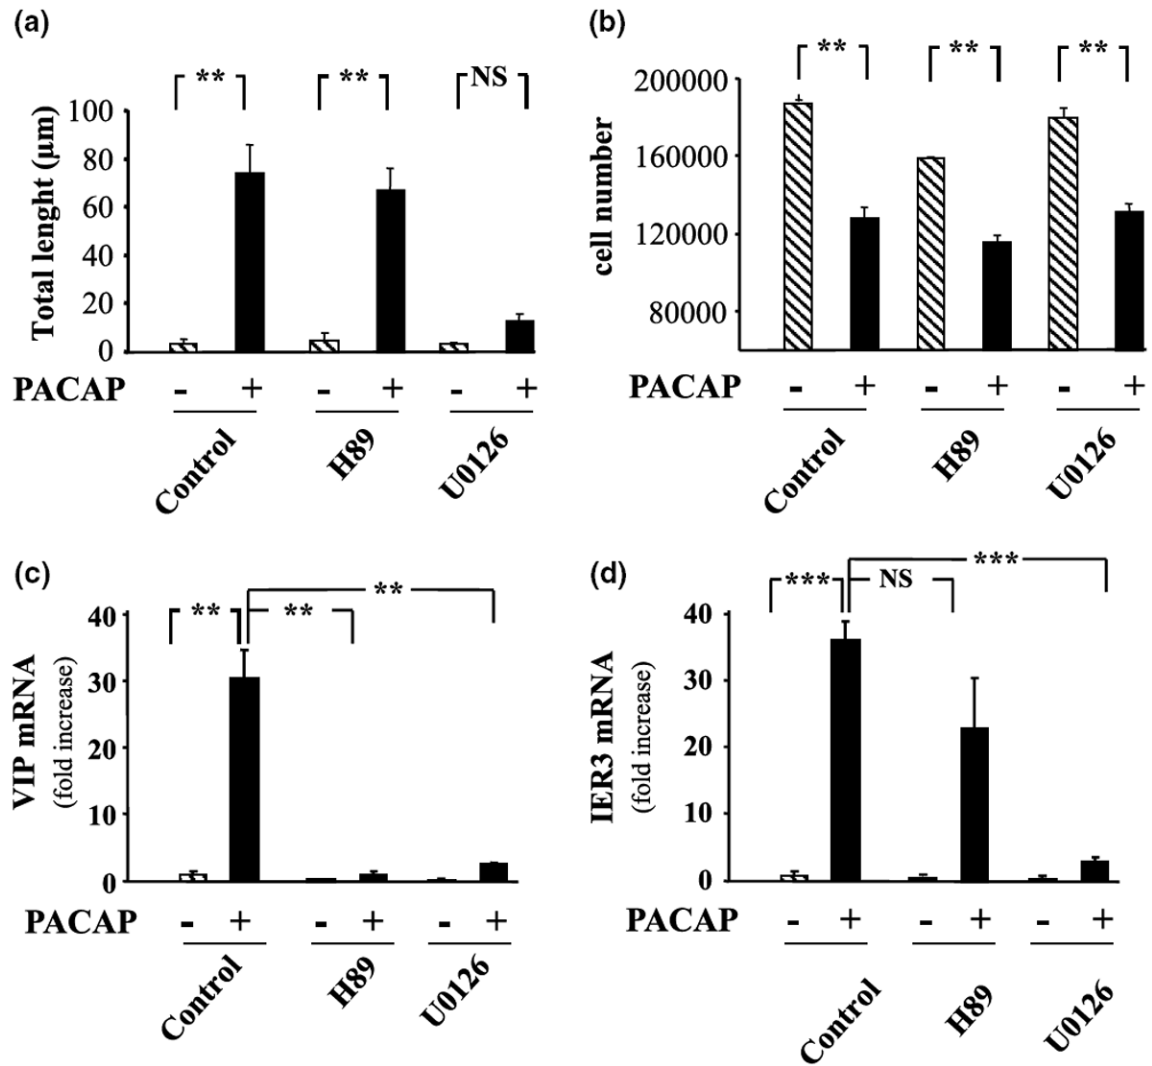 (a)
** ** NS
Total lenght (µm)
100
80
60
40
20
0
PACAP - + - + - +
Control H89 U0126
(b)
** ** **
cell number
200000
160000
120000
80000
PACAP - + - + - +
Control H89 U0126
(c)
**
** **
VIP mRNA
(fold increase)
40
30
20
10
0
PACAP - + - + - +
Control H89 U0126
(d)
***
*** NS
IER3 mRNA
(fold increase)
40
30
20
10
0
PACAP - + - + - +
Control H89 U0126